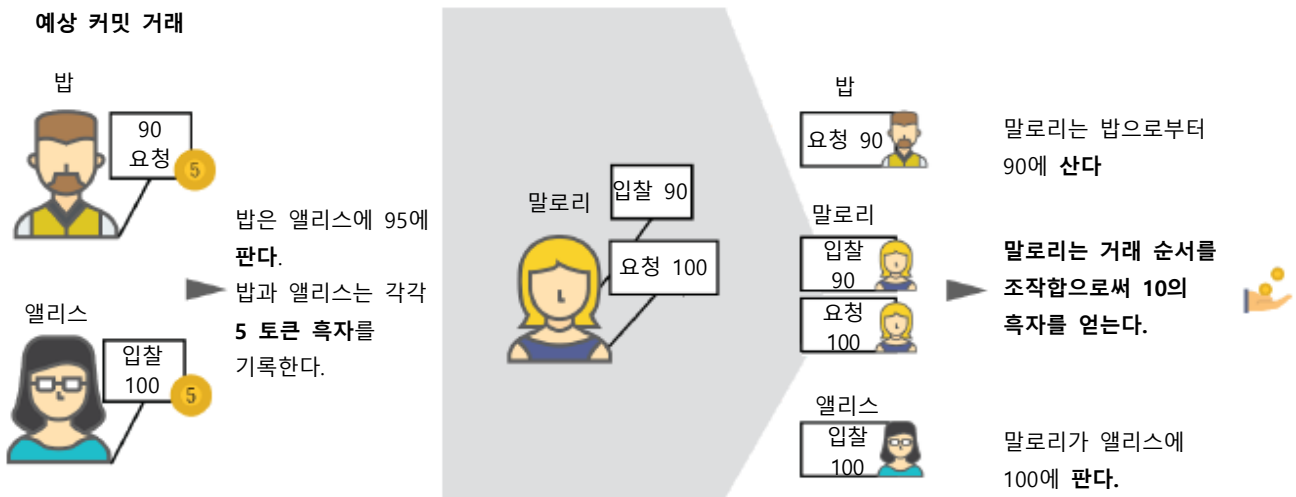 예상 커밋 거래
밥
90
요청
5
밥은 앨리스에 95에
판다.
밥과 앨리스는 각각
5 토큰 흑자를
기록한다.
앨리스
입찰
100
5
말로리
입찰 90
요청 100
밥
요청 90
말로리는 밥으로부터
90에 산다
말로리
입찰
90
요청
100
말로리는 거래 순서를
조작합으로써 10의
흑자를 얻는다.
앨리스
입찰
100
말로리가 앨리스에
100에 판다.